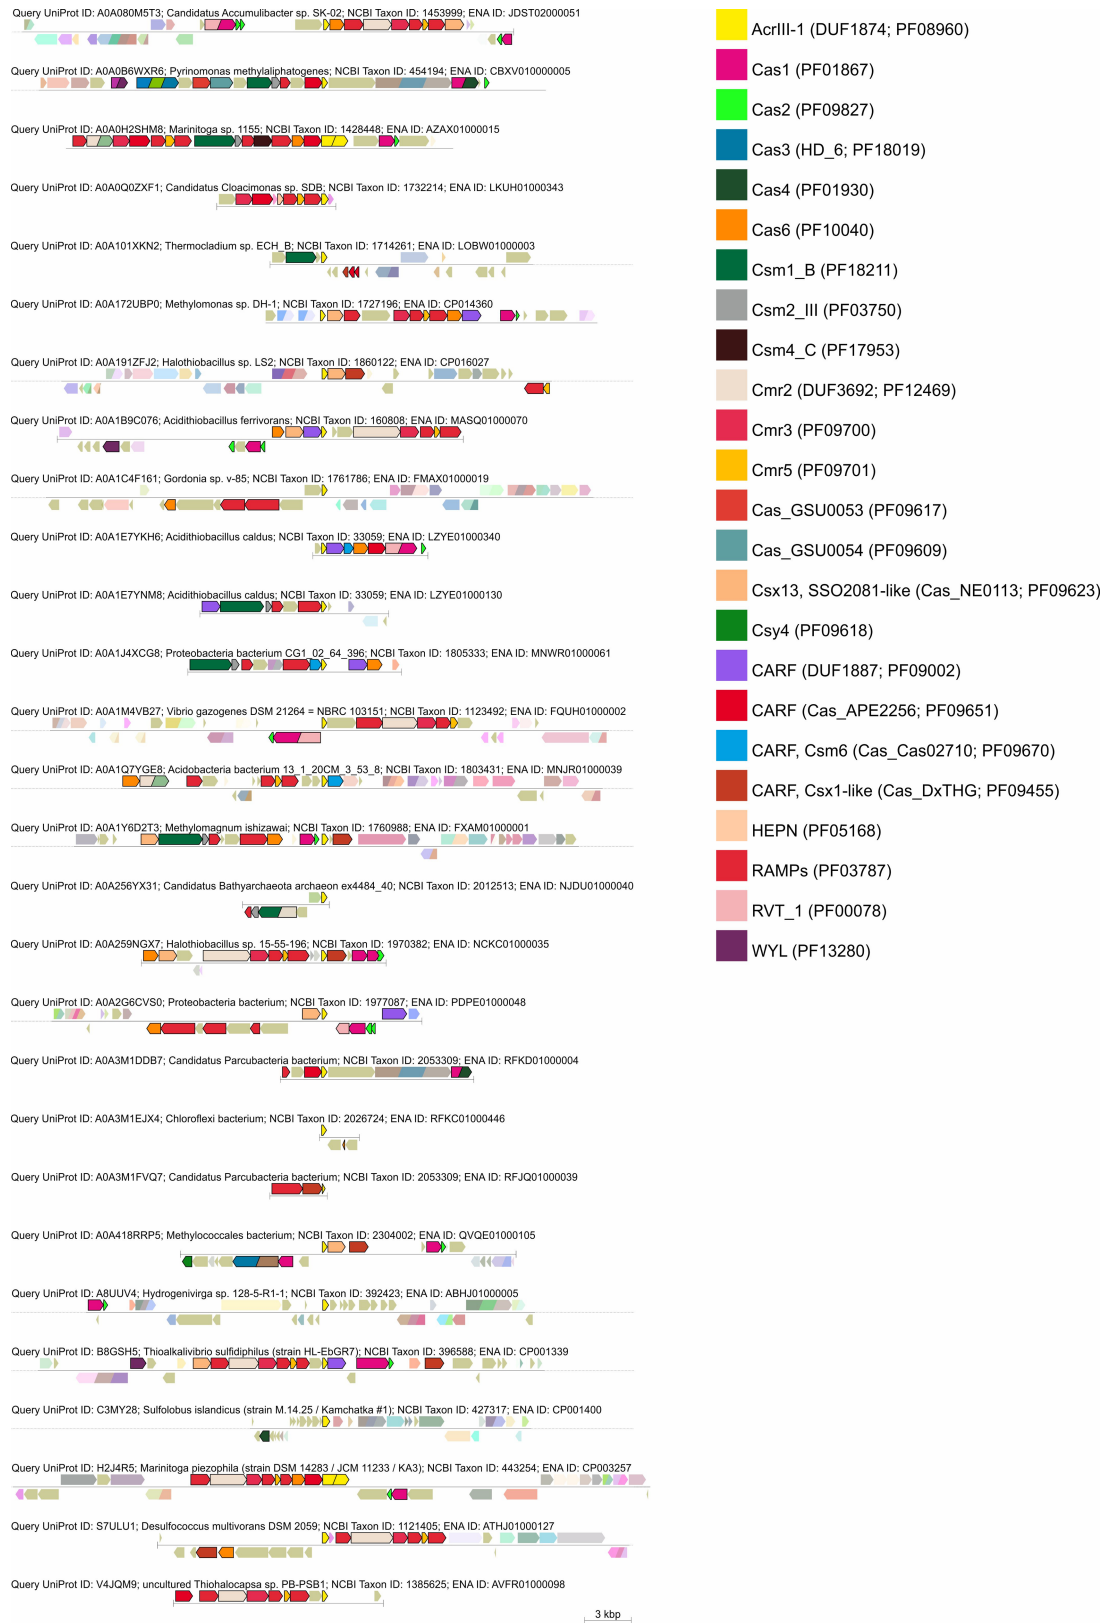 Query UniProt ID: A0A080M5T3; Candidatus Accumulibacter sp. SK-02; NCBI Taxon ID: 1453999; ENA ID: JDST02000051
Query UniProt ID: A0A0B6WXR6; Pyrinomonas methylaliphatogenes; NCBI Taxon ID: 454194; ENA ID: CBXV010000005
Query UniProt ID: A0A0H2SHM8; Marinitoga sp. 1155; NCBI Taxon ID: 1428448; ENA ID: AZAX01000015
Query UniProt ID: A0A0Q0ZXF1; Candidatus Cloacimonas sp. SDB; NCBI Taxon ID: 1732214; ENA ID: LKUH01000343
Query UniProt ID: A0A101XKN2; Thermocladium sp. ECH_B; NCBI Taxon ID: 1714261; ENA ID: LOBW01000003
Query UniProt ID: A0A172UBP0; Methylomonas sp. DH-1; NCBI Taxon ID: 1727196; ENA ID: CP014360
Query UniProt ID: A0A191ZFJ2; Halothiobacillus sp. LS2; NCBI Taxon ID: 1860122; ENA ID: CP016027
Query UniProt ID: A0A1B9C076; Acidithiobacillus ferrivorans; NCBI Taxon ID: 160808; ENA ID: MASQ01000070
Query UniProt ID: A0A1C4F161; Gordonia sp. v-85; NCBI Taxon ID: 1761786; ENA ID: FMAX01000019
Query UniProt ID: A0A1E7YKH6; Acidithiobacillus caldus; NCBI Taxon ID: 33059; ENA ID: LZYE01000340
Query UniProt ID: A0A1E7YNM8; Acidithiobacillus caldus; NCBI Taxon ID: 33059; ENA ID: LZYE01000130
Query UniProt ID: A0A1J4XCG8; Proteobacteria bacterium CG1_02_64_396; NCBI Taxon ID: 1805333; ENA ID: MNWR01000061
Query UniProt ID: A0A1M4VB27; Vibrio gazogenes DSM 21264 = NBRC 103151; NCBI Taxon ID: 1123492; ENA ID: FQUH01000002
Query UniProt ID: A0A1Q7YGE8; Acidobacteria bacterium 13_1_20CM_3_53_8; NCBI Taxon ID: 1803431; ENA ID: MNJR01000039
Query UniProt ID: A0A1Y6D2T3; Methylomagnum ishizawai; NCBI Taxon ID: 1760988; ENA ID: FXAM01000001
Query UniProt ID: A0A256YX31; Candidatus Bathyarchaeota archaeon ex4484_40; NCBI Taxon ID: 2012513; ENA ID: NJDU01000040
Query UniProt ID: A0A259NGX7; Halothiobacillus sp. 15-55-196; NCBI Taxon ID: 1970382; ENA ID: NCKC01000035
Query UniProt ID: A0A2G6CVS0; Proteobacteria bacterium; NCBI Taxon ID: 1977087; ENA ID: PDPE01000048
Query UniProt ID: A0A3M1DDB7; Candidatus Parcubacteria bacterium; NCBI Taxon ID: 2053309; ENA ID: RFKD01000004
Query UniProt ID: A0A3M1EJX4; Chloroflexi bacterium; NCBI Taxon ID: 2026724; ENA ID: RFKC01000446
Query UniProt ID: A0A3M1FVQ7; Candidatus Parcubacteria bacterium; NCBI Taxon ID: 2053309; ENA ID: RFJQ01000039
Query UniProt ID: A0A418RRP5; Methylococcales bacterium; NCBI Taxon ID: 2304002; ENA ID: QVQE01000105
Query UniProt ID: A8UUV4; Hydrogenivirga sp. 128-5-R1-1; NCBI Taxon ID: 392423; ENA ID: ABHJ01000005
Query UniProt ID: B8GSH5; Thioalkalivibrio sulfidiphilus (strain HL-EbGR7); NCBI Taxon ID: 396588; ENA ID: CP001339
Query UniProt ID: C3MY28; Sulfolobus islandicus (strain M.14.25 / Kamchatka #1); NCBI Taxon ID: 427317; ENA ID: CP001400
Query UniProt ID: H2J4R5; Marinitoga piezophila (strain DSM 14283 / JCM 11233 / KA3); NCBI Taxon ID: 443254; ENA ID: CP003257
Query UniProt ID: S7ULU1; Desulfococcus multivorans DSM 2059; NCBI Taxon ID: 1121405; ENA ID: ATHJ01000127
Query UniProt ID: V4JQM9; uncultured Thiohalocapsa sp. PB-PSB1; NCBI Taxon ID: 1385625; ENA ID: AVFR01000098
3 kbp
AcrIII-1 (DUF1874; PF08960)
Cas1 (PF01867)
Cas2 (PF09827)
Cas3 (HD_6; PF18019)
Cas4 (PF01930)
Cas6 (PF10040)
Csm1_B (PF18211)
Csm2_III (PF03750)
Csm4_C (PF17953)
Cmr2 (DUF3692; PF12469)
Cmr3 (PF09700)
Cmr5 (PF09701)
Cas_GSU0053 (PF09617)
Cas_GSU0054 (PF09609)
Csx13, SSO2081-like (Cas_NE0113; PF09623)
Csy4 (PF09618)
CARF (DUF1887; PF09002)
CARF (Cas_APE2256; PF09651)
CARF, Csm6 (Cas_Cas02710; PF09670)
CARF, Csx1-like (Cas_DxTHG; PF09455)
HEPN (PF05168)
RAMPs (PF03787)
RVT_1 (PF00078)
WYL (PF13280)